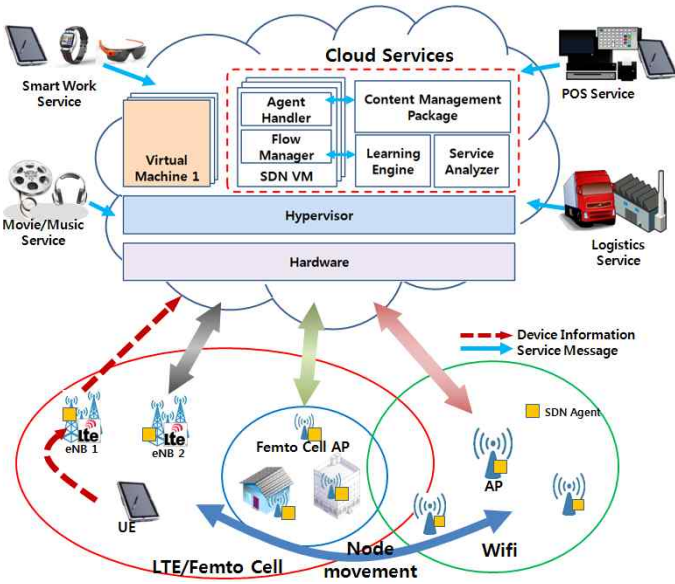 Cloud Services
Smart Work
Service
POS Service
Agent
Handler
Content Management
Package
Virtual
Machine 1
Flow
Manager
SDN VM
Learning
Engine
Service
Analyzer
Movie/Music
Service
Hypervisor
Logistics
Service
Hardware
Device Information
Service Message
SDN Agent
Lte
eNB 1
Lte
eNB 2
Femto Cell AP
AP
UE
LTE/Femto Cell
Node
movement
Wifi